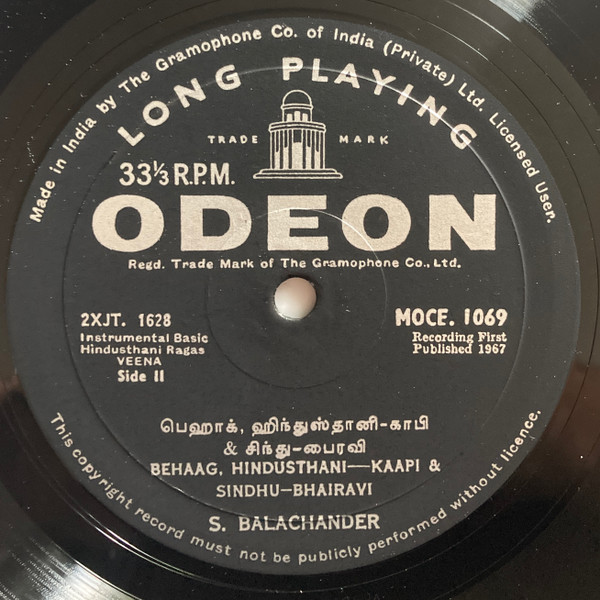 Made in India by The Gramophone Co. of India (Private) Ltd. Licensed User.
LONG PLAYING
TRADE MARK
33⅓ R.P.M.
ODEON
Regd. Trade Mark of The Gramophone Co., Ltd.
2XJT. 1628
Instrumental Basic
Hindusthani Ragas
VEENA
Side II
MOCE. 1069
Recording First
Published 1967
பெஹாக், ஹிந்துஸ்தானி-காபி
& சிந்து-பைரவி
BEHAAG, HINDUSTHANI—KAAPI &
SINDHU—BHAIRAVI
S. BALACHANDER
This copyright record must not be publicly performed without licence.